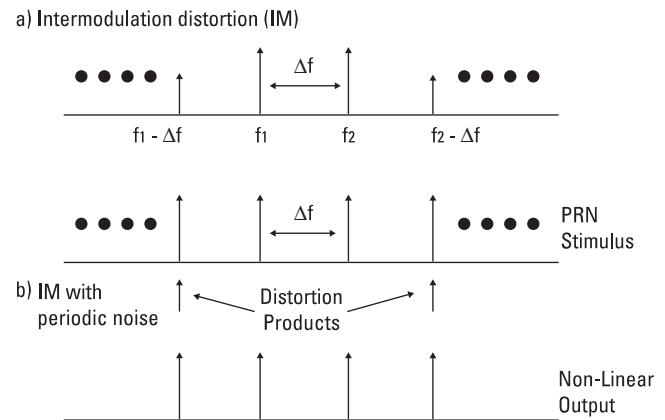 a) Intermodulation distortion (IM)
Δf
f1 - Δf f1 f2 f2 - Δf
Δf
PRN
Stimulus
b) IM with
periodic noise
Distortion
Products
Non-Linear
Output